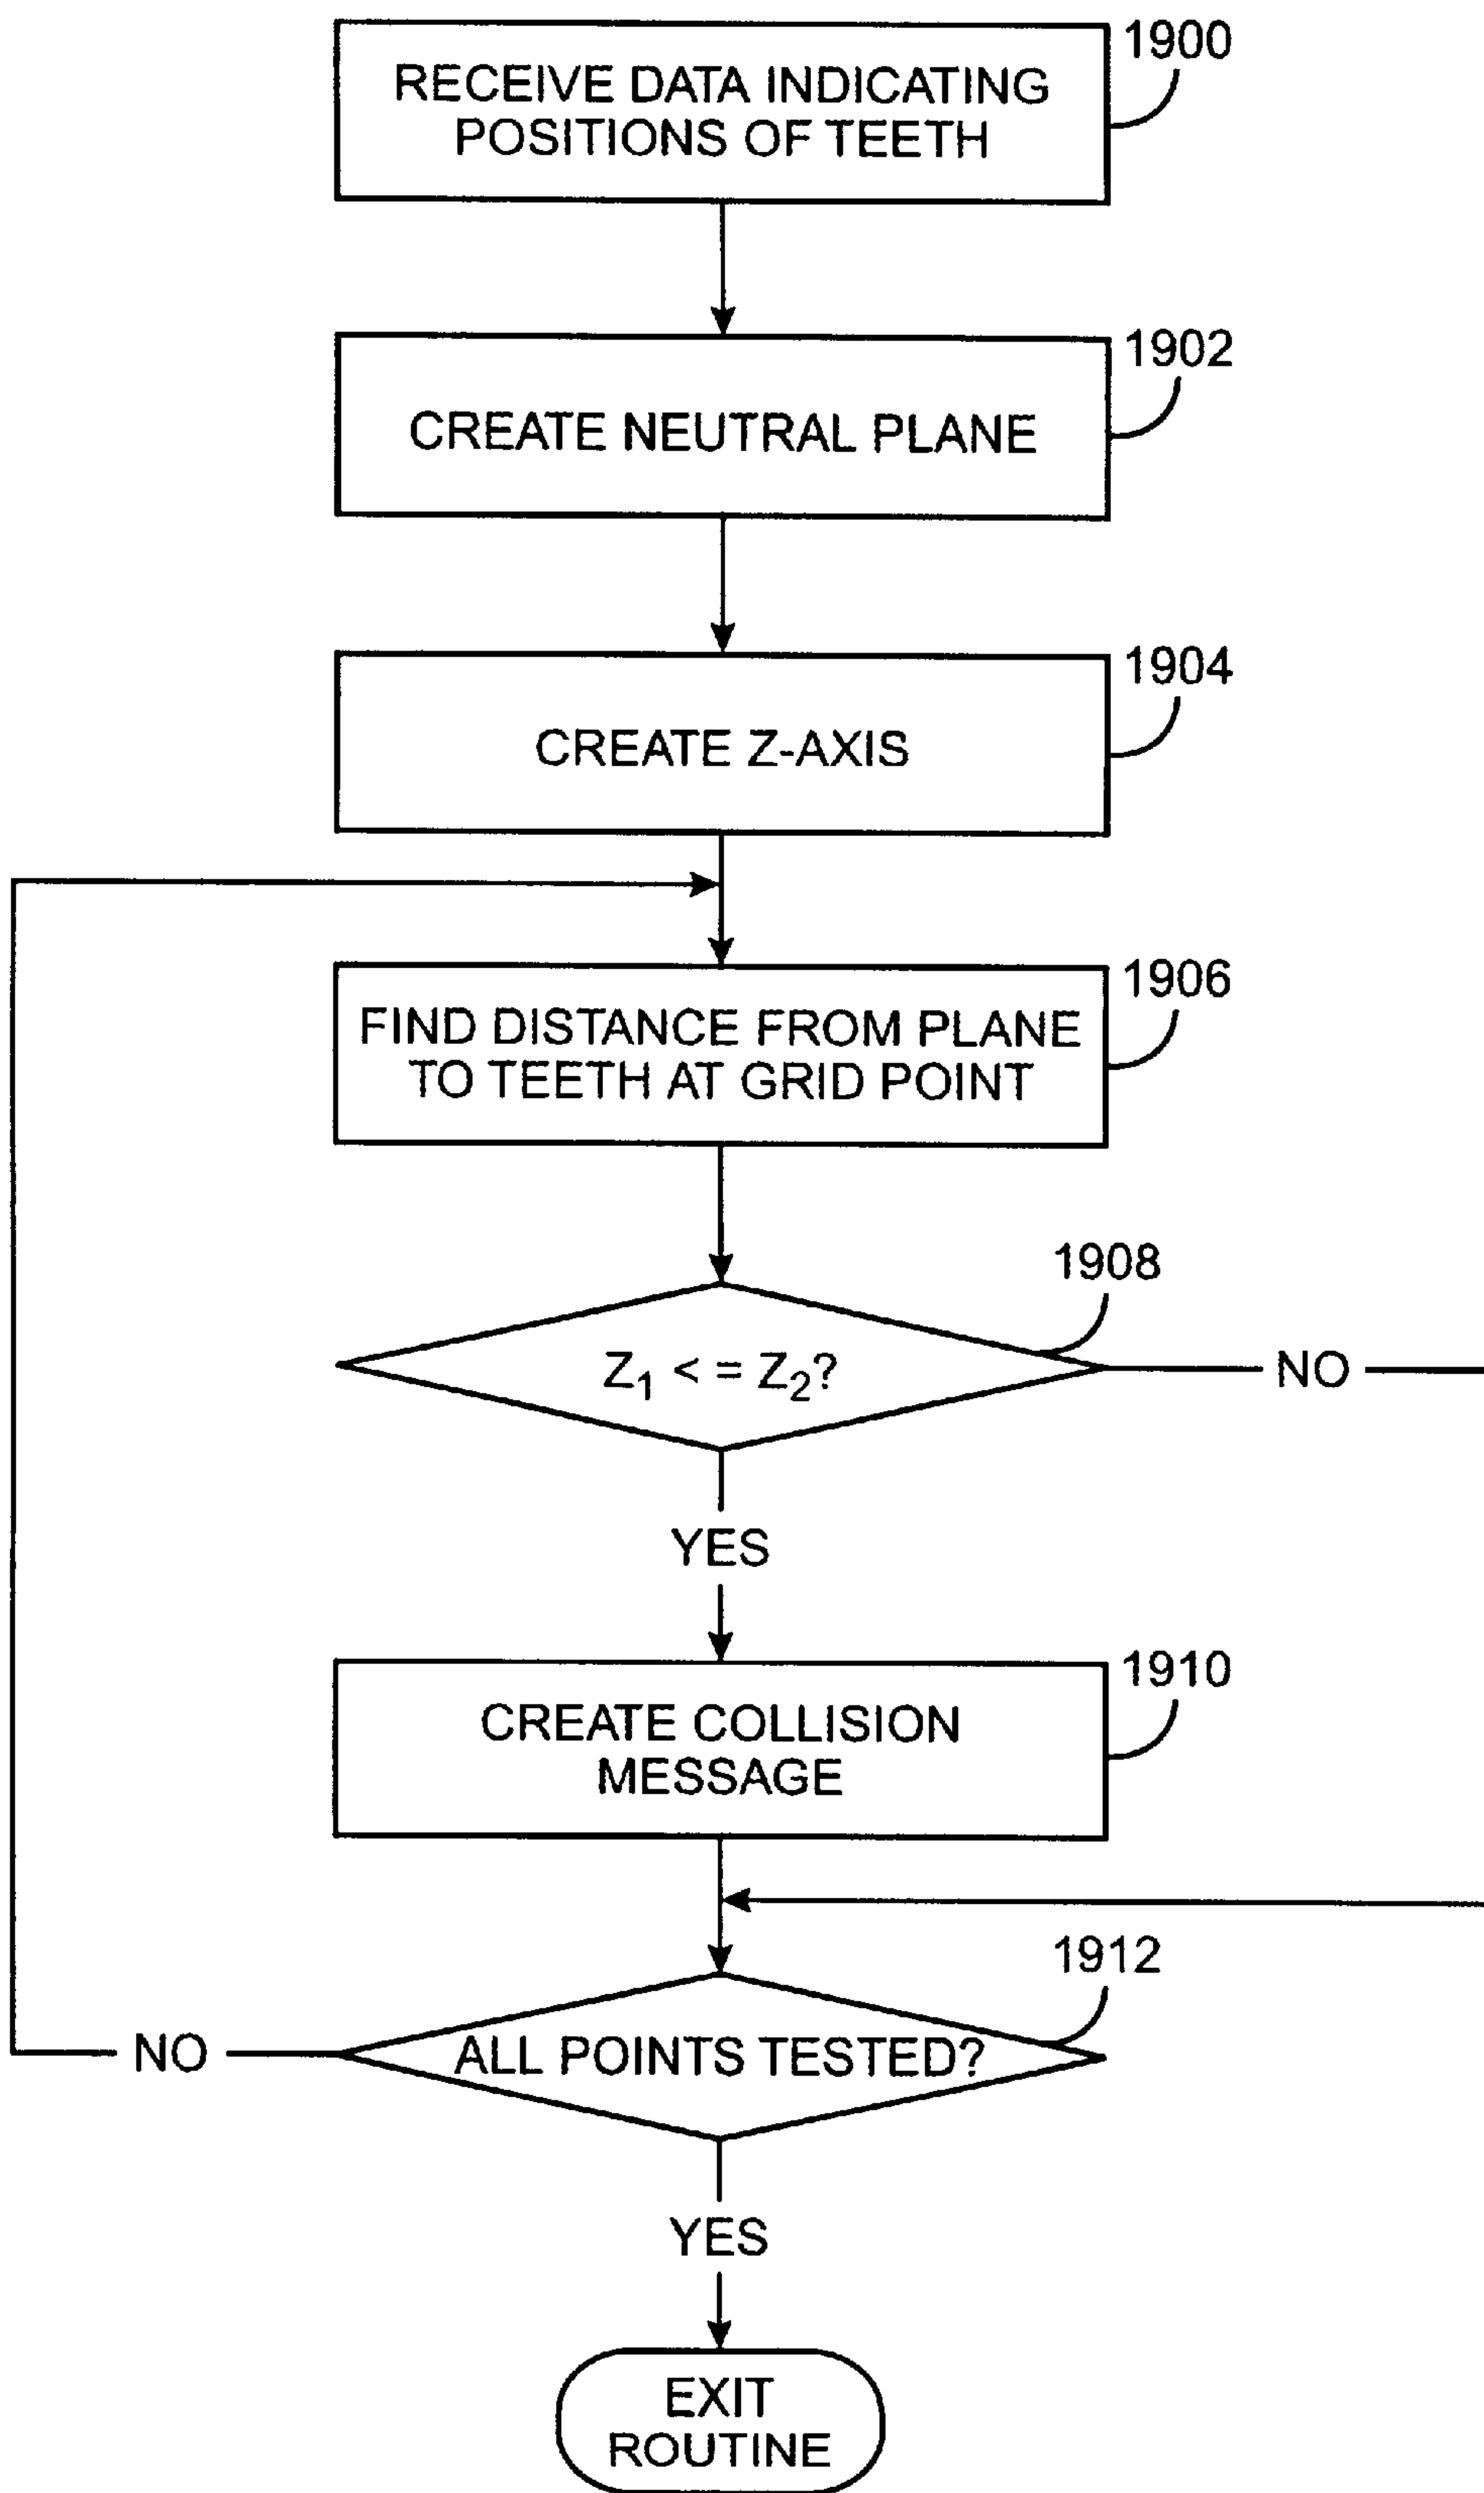 1900
RECEIVE DATA INDICATING
POSITIONS OF TEETH
1902
CREATE NEUTRAL PLANE
1904
CREATE Z-AXIS
1906
FIND DISTANCE FROM PLANE
TO TEETH AT GRID POINT
1908
Z₁ < = Z₂?
NO
YES
1910
CREATE COLLISION
MESSAGE
1912
ALL POINTS TESTED?
NO
YES
EXIT
ROUTINE